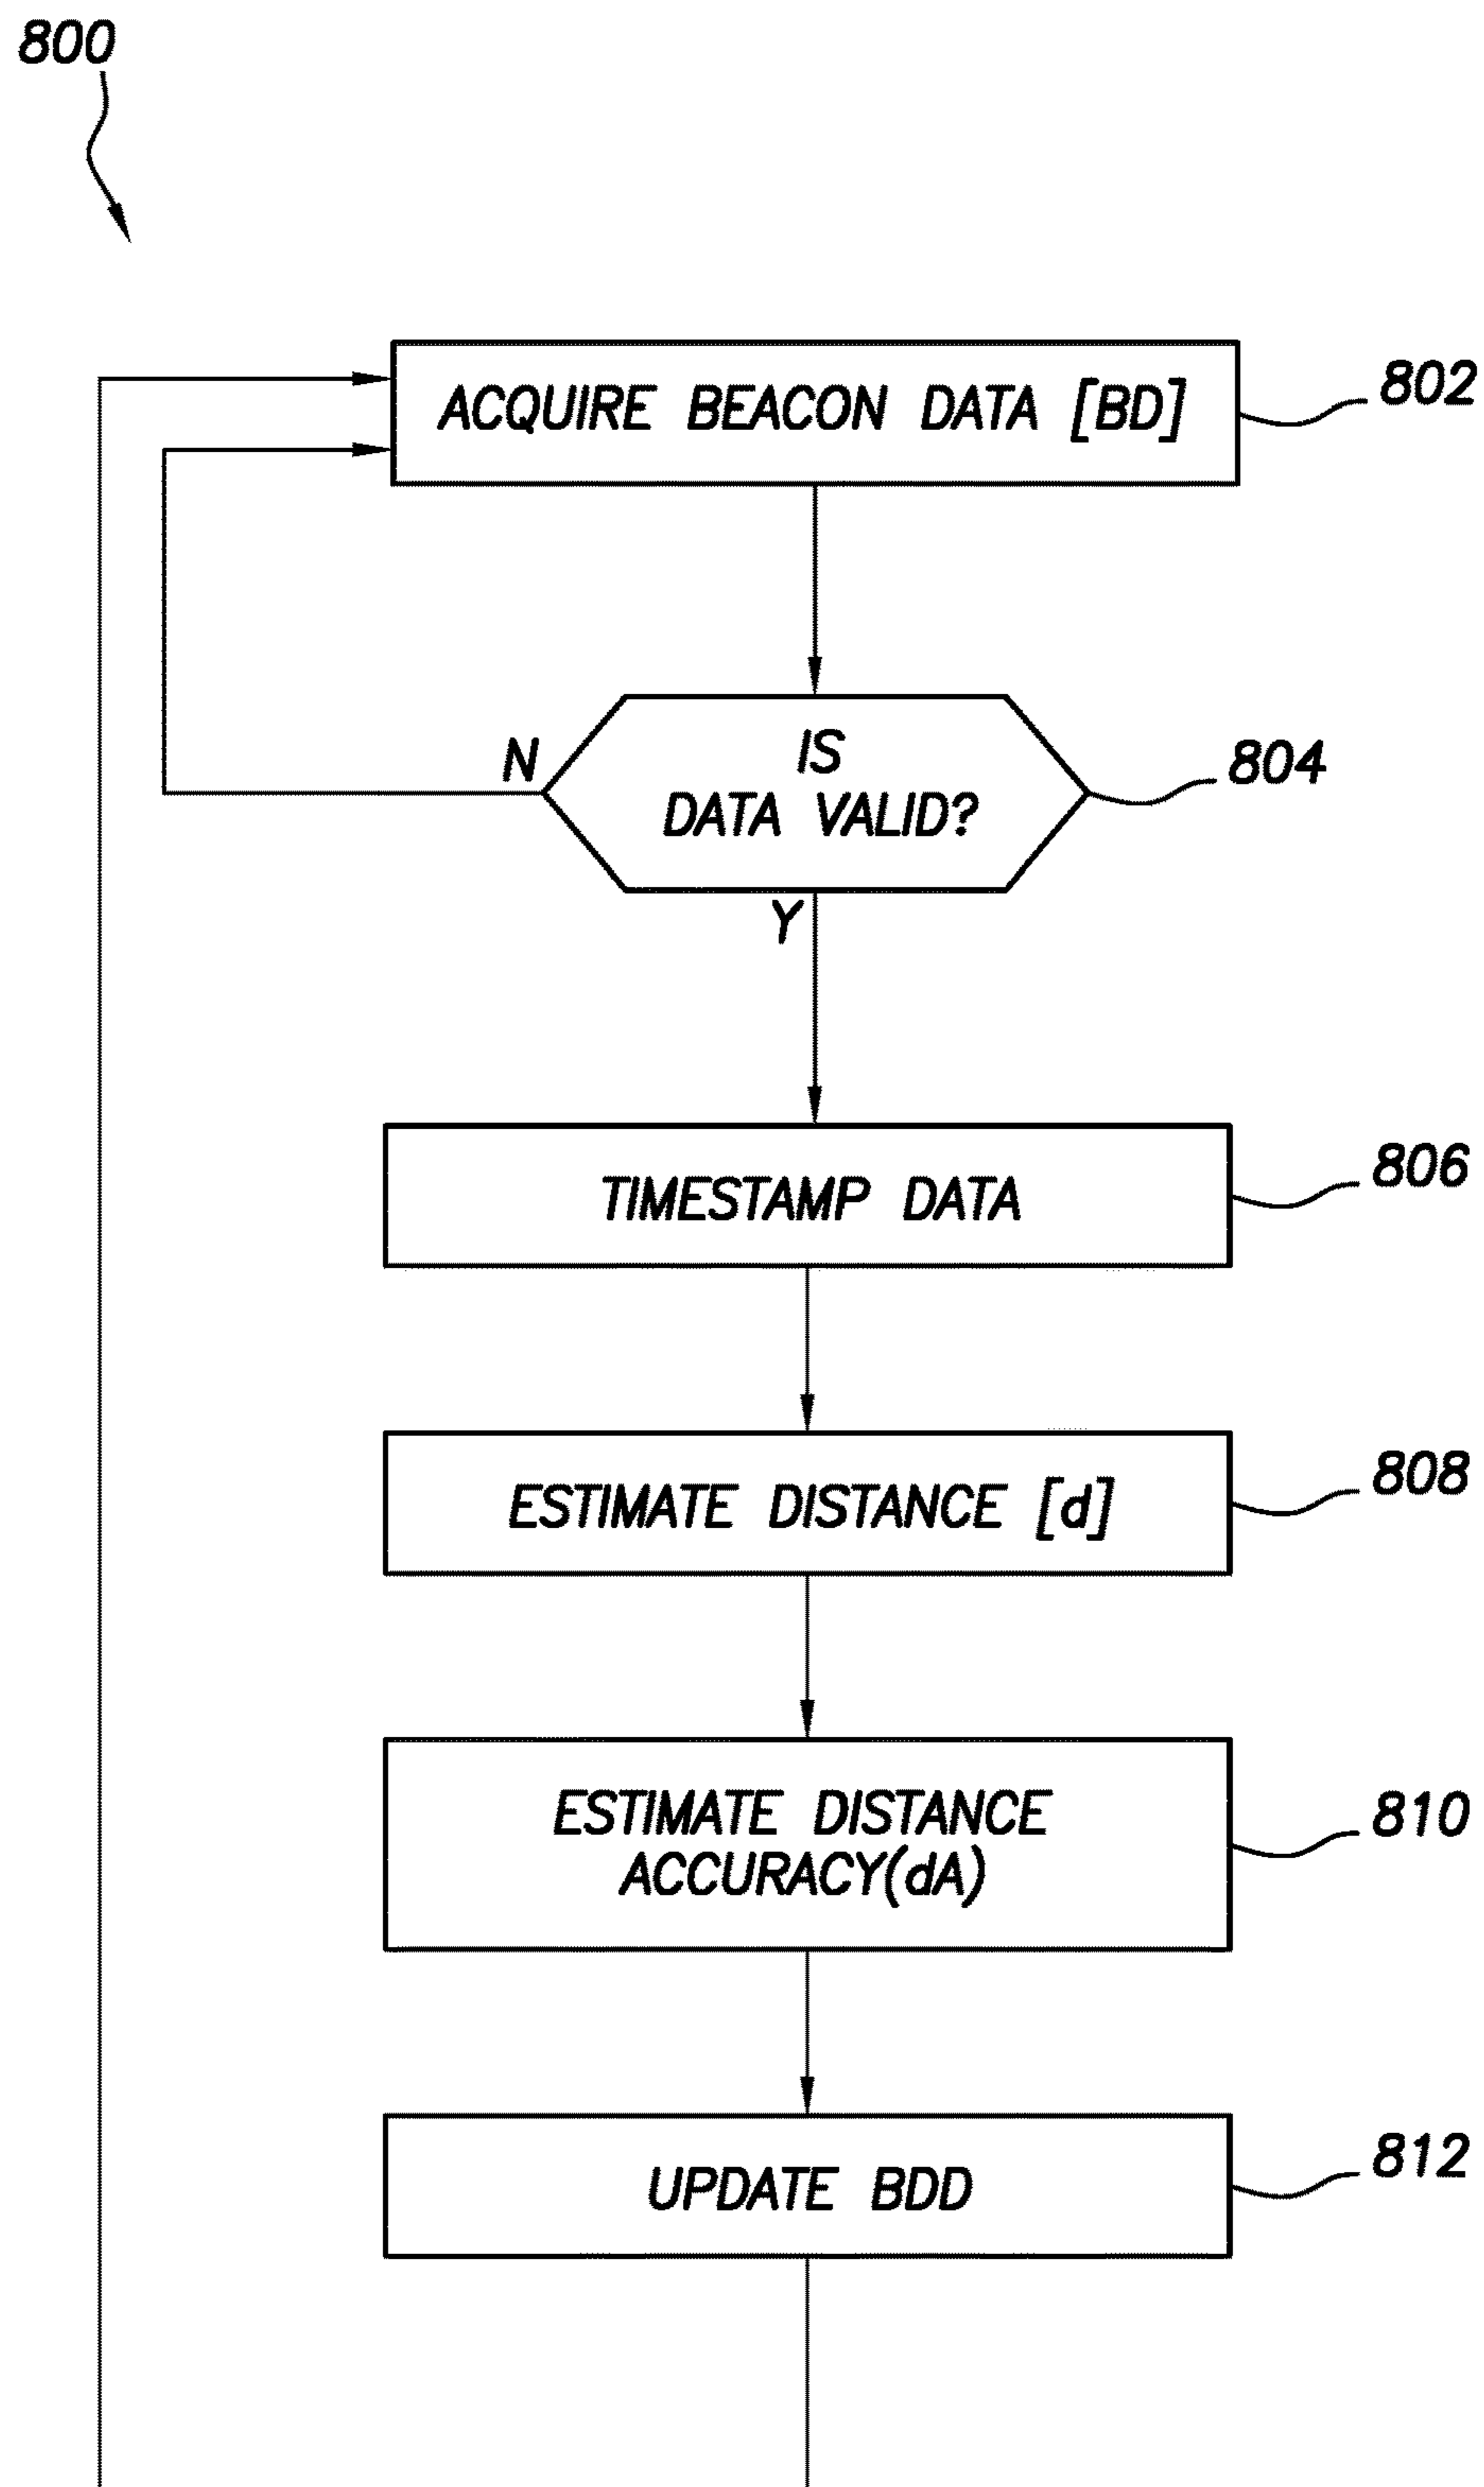 800
ACQUIRE BEACON DATA [BD]
802
IS
DATA VALID?
804
N
Y
TIMESTAMP DATA
806
ESTIMATE DISTANCE [d]
808
ESTIMATE DISTANCE
ACCURACY(dA)
810
UPDATE BDD
812